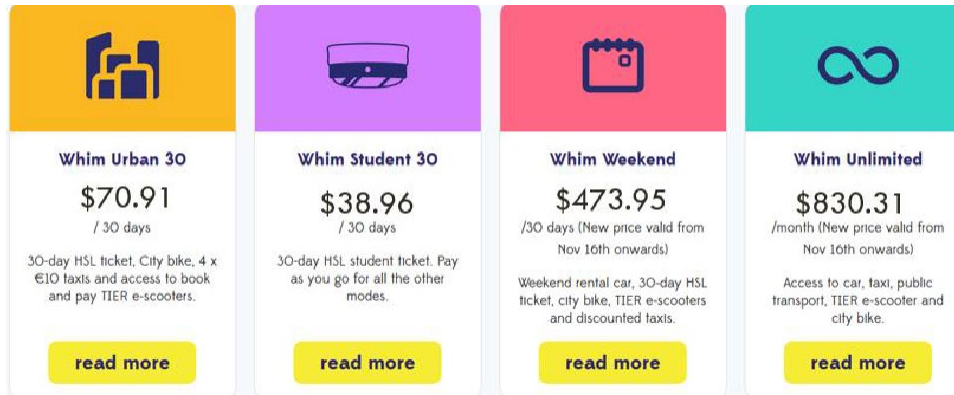 Whim Urban 30
$70.91
/ 30 days
30-day HSL ticket, City bike, 4 x
€10 taxis and access to book
and pay TIER e-scooters.
read more
Whim Student 30
$38.96
/ 30 days
30-day HSL student ticket. Pay
as you go for all the other
modes.
read more
Whim Weekend
$473.95
/30 days (New price valid from
Nov 16th onwards)
Weekend rental car, 30-day HSL
ticket, city bike, TIER e-scooters
and discounted taxis.
read more
Whim Unlimited
$830.31
/month (New price valid from
Nov 16th onwards)
Access to car, taxi, public
transport, TIER e-scooter and
city bike.
read more